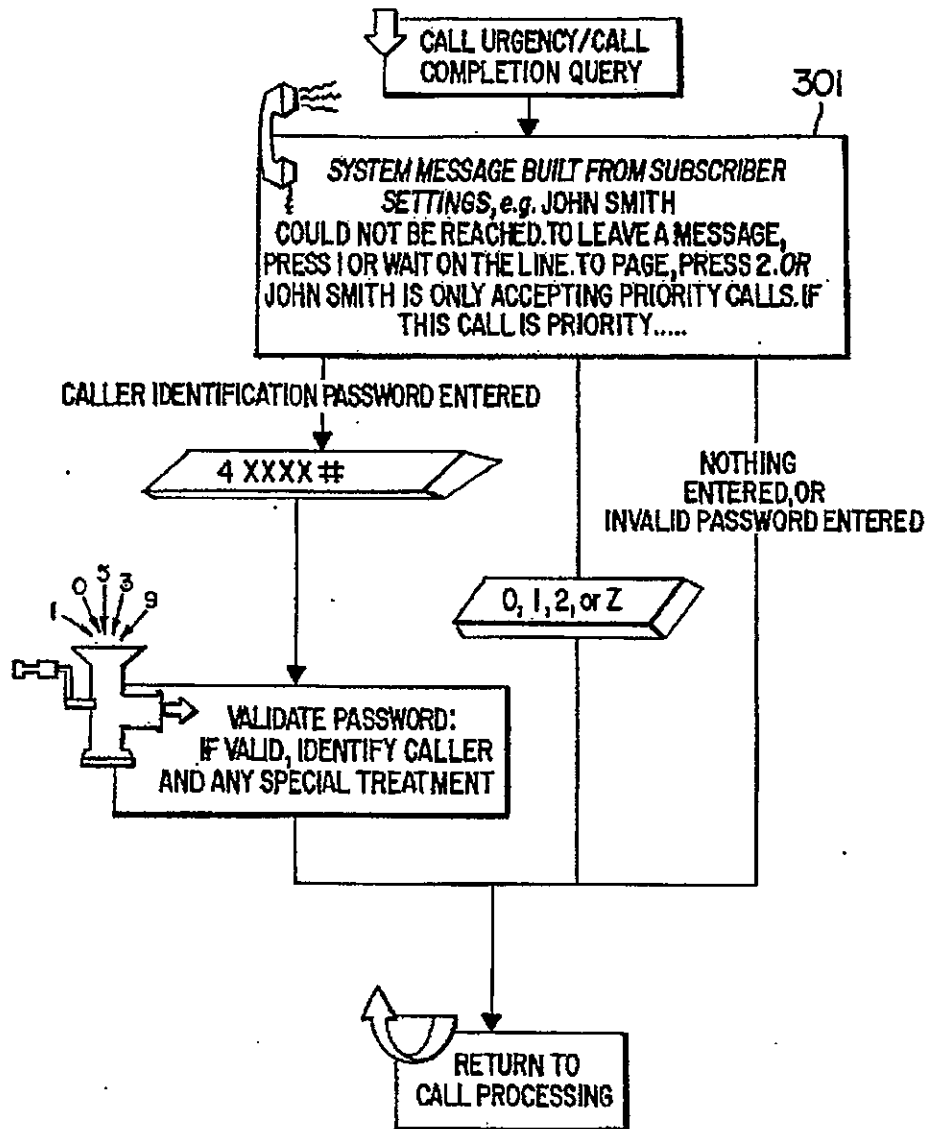 CALL URGENCY/CALL
COMPLETION QUERY
301
SYSTEM MESSAGE BUILT FROM SUBSCRIBER
SETTINGS, e.g. JOHN SMITH
COULD NOT BE REACHED. TO LEAVE A MESSAGE,
PRESS 1 OR WAIT ON THE LINE. TO PAGE, PRESS 2. OR
JOHN SMITH IS ONLY ACCEPTING PRIORITY CALLS. IF
THIS CALL IS PRIORITY.....
CALLER IDENTIFICATION PASSWORD ENTERED
4 XXXX #
NOTHING
ENTERED, OR
INVALID PASSWORD ENTERED
0, 1, 2, or Z
1 0 5 3 9
VALIDATE PASSWORD:
IF VALID, IDENTIFY CALLER
AND ANY SPECIAL TREATMENT
RETURN TO
CALL PROCESSING